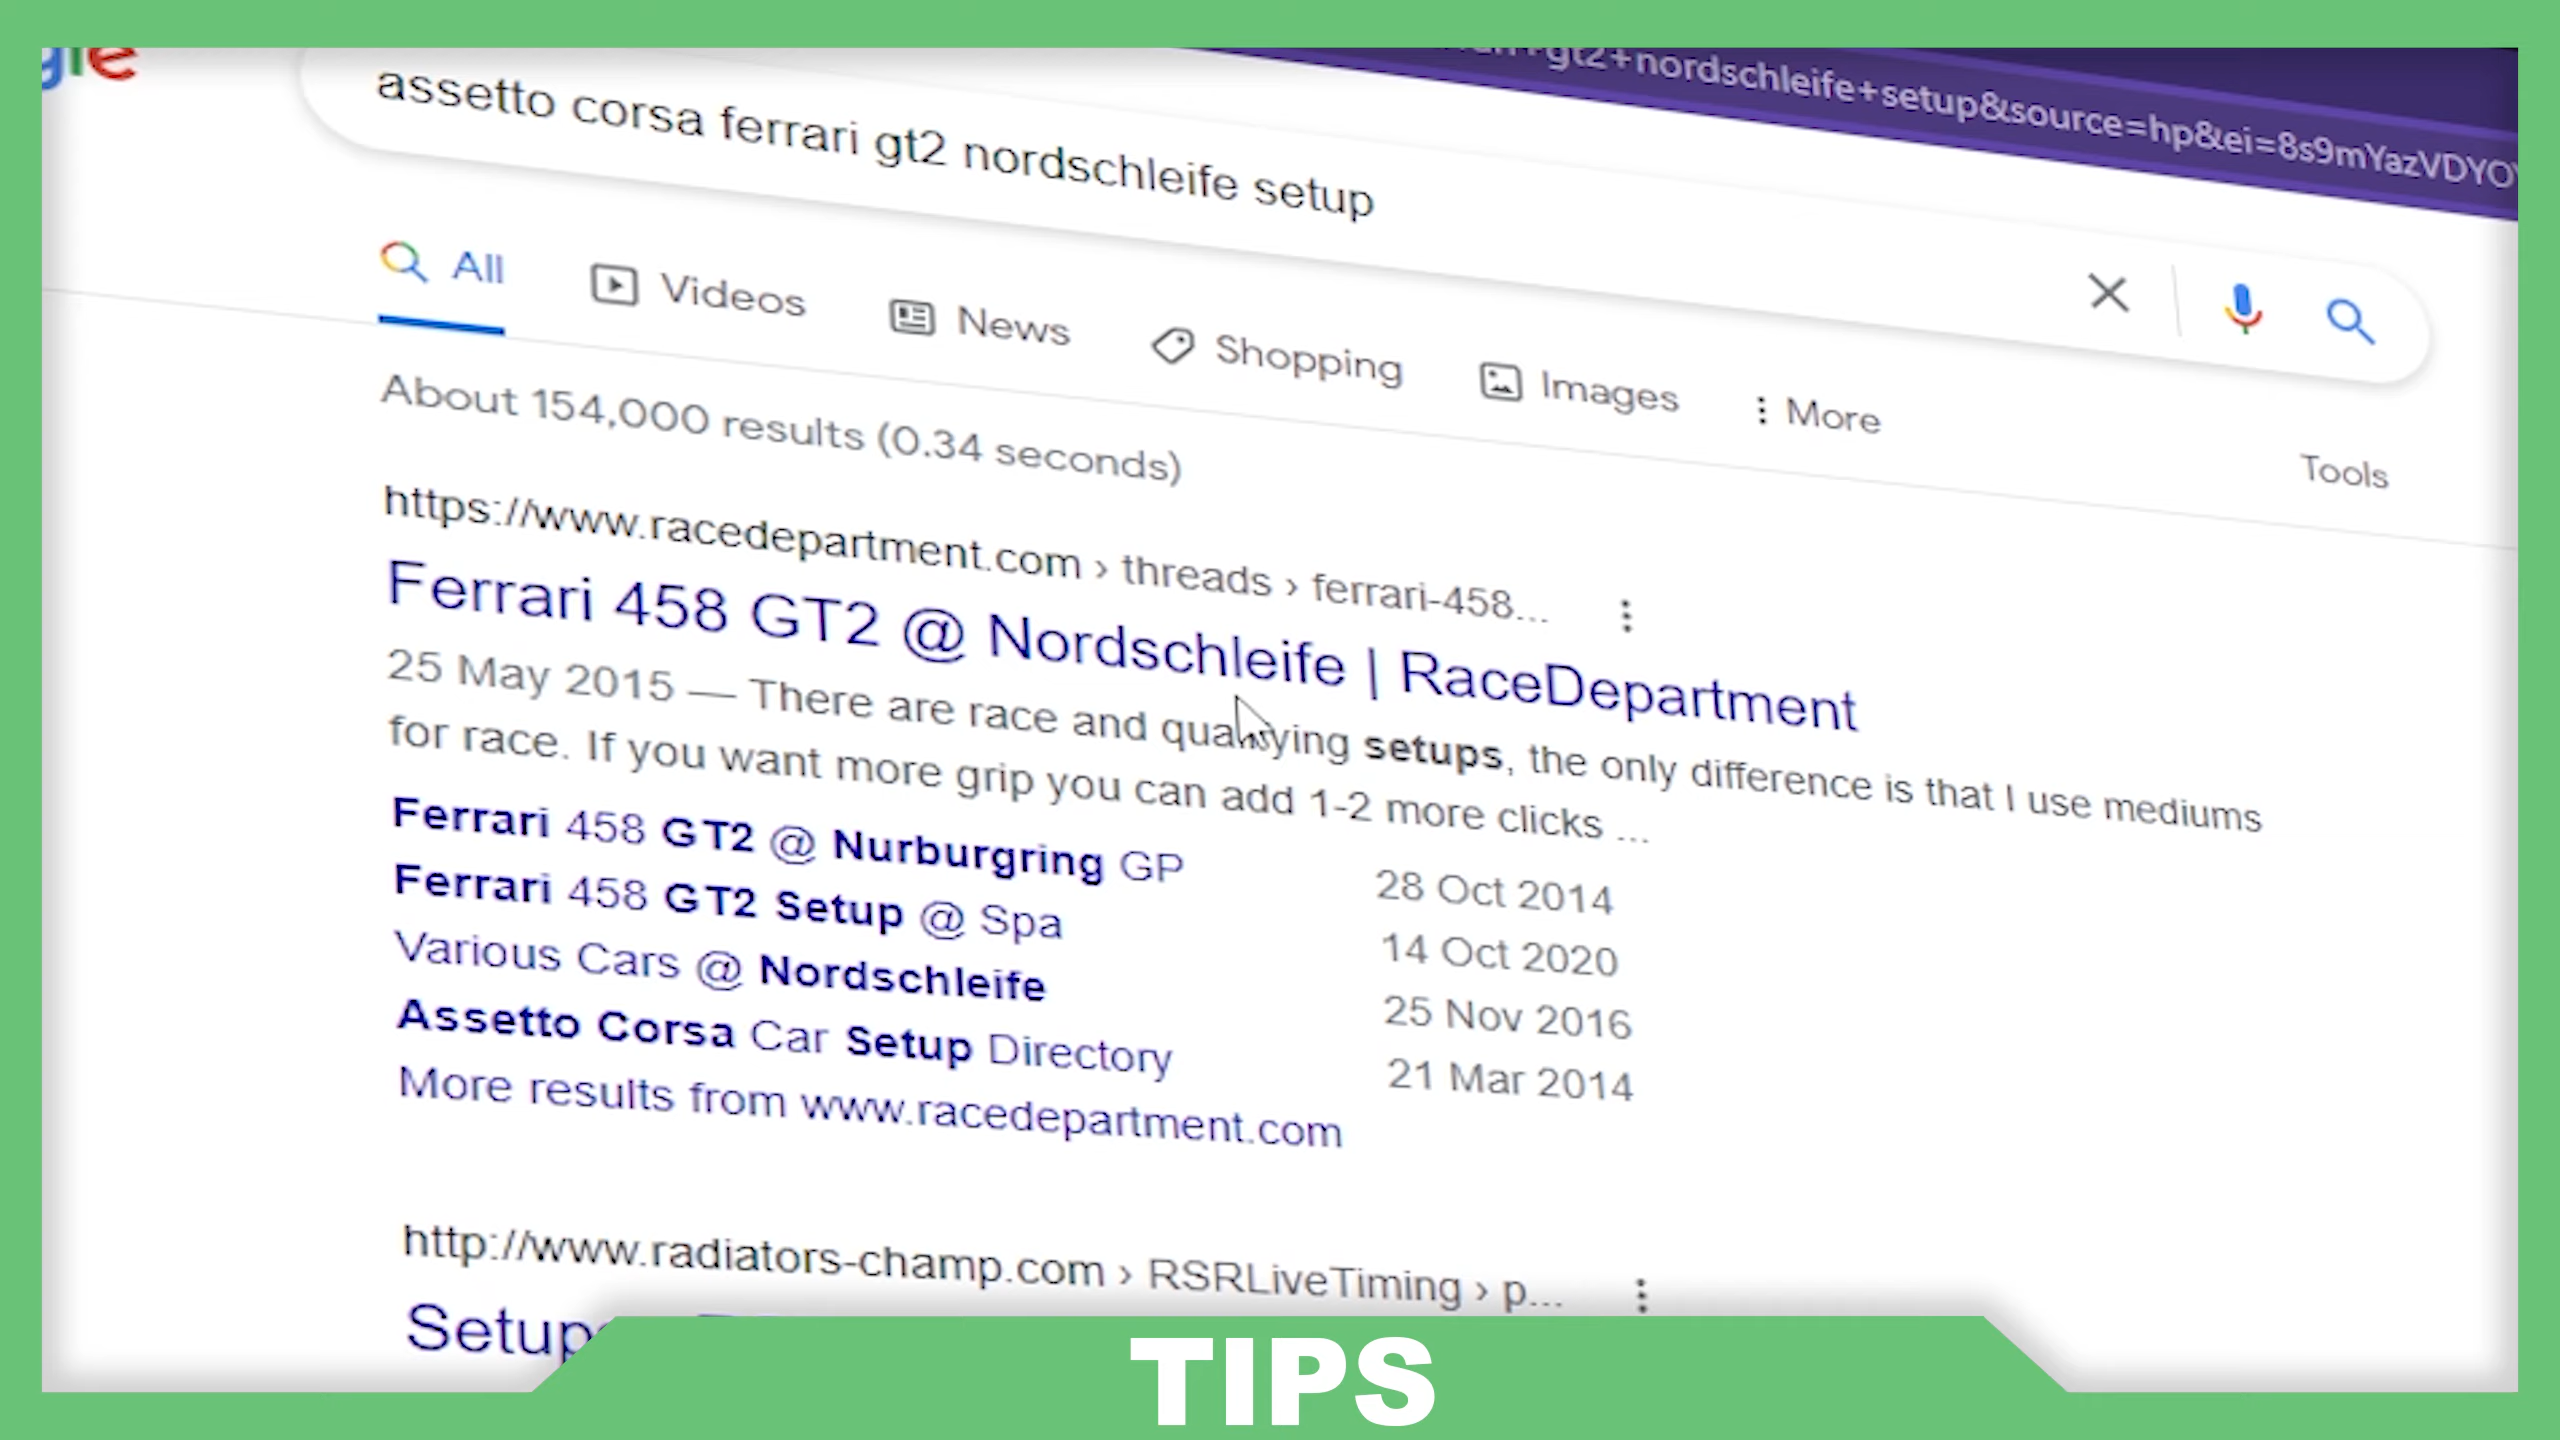 gle
gt2+nordschleife+setup&source=hp&ei=8s9mYazVDYO
assetto corsa ferrari gt2 nordschleife setup
All Videos News Shopping Images More Tools
About 154,000 results (0.34 seconds)
https://www.racedepartment.com › threads › ferrari-458...
Ferrari 458 GT2 @ Nordschleife | RaceDepartment
25 May 2015 — There are race and qualifying setups, the only difference is that I use mediums
for race. If you want more grip you can add 1-2 more clicks ...
Ferrari 458 GT2 @ Nurburgring GP 28 Oct 2014
Ferrari 458 GT2 Setup @ Spa 14 Oct 2020
Various Cars @ Nordschleife 25 Nov 2016
Assetto Corsa Car Setup Directory 21 Mar 2014
More results from www.racedepartment.com
http://www.radiators-champ.com › RSRLiveTiming › p...
Setups
TIPS